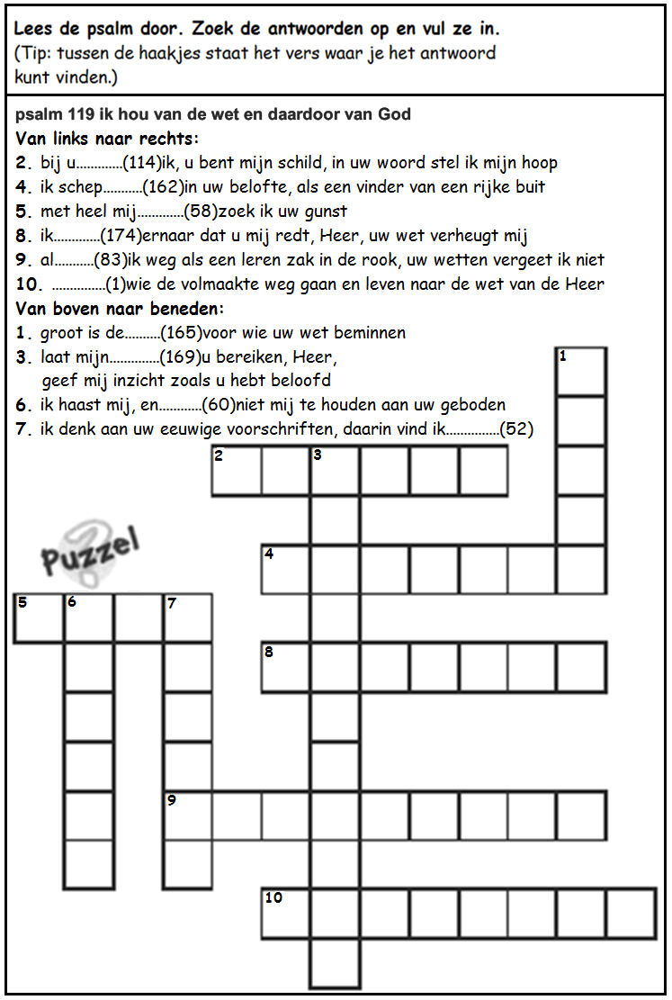 Lees de psalm door. Zoek de antwoorden op en vul ze in.
(Tip: tussen de haakjes staat het vers waar je het antwoord
kunt vinden.)
psalm 119 ik hou van de wet en daardoor van God
Van links naar rechts:
2. bij u............(114)ik, u bent mijn schild, in uw woord stel ik mijn hoop
4. ik schep..........(162)in uw belofte, als een vinder van een rijke buit
5. met heel mij............(58)zoek ik uw gunst
8. ik............(174)ernaar dat u mij redt, Heer, uw wet verheugt mij
9. al..........(83)ik weg als een leren zak in de rook, uw wetten vergeet ik niet
10. ..............(1)wie de volmaakte weg gaan en leven naar de wet van de Heer
Van boven naar beneden:
1. groot is de.........(165)voor wie uw wet beminnen
3. laat mijn.............(169)u bereiken, Heer,
geef mij inzicht zoals u hebt beloofd
6. ik haast mij, en...........(60)niet mij te houden aan uw geboden
7. ik denk aan uw eeuwige voorschriften, daarin vind ik..............(52)
1
2 3
Puzzel
4
5 6 7
8
9
10